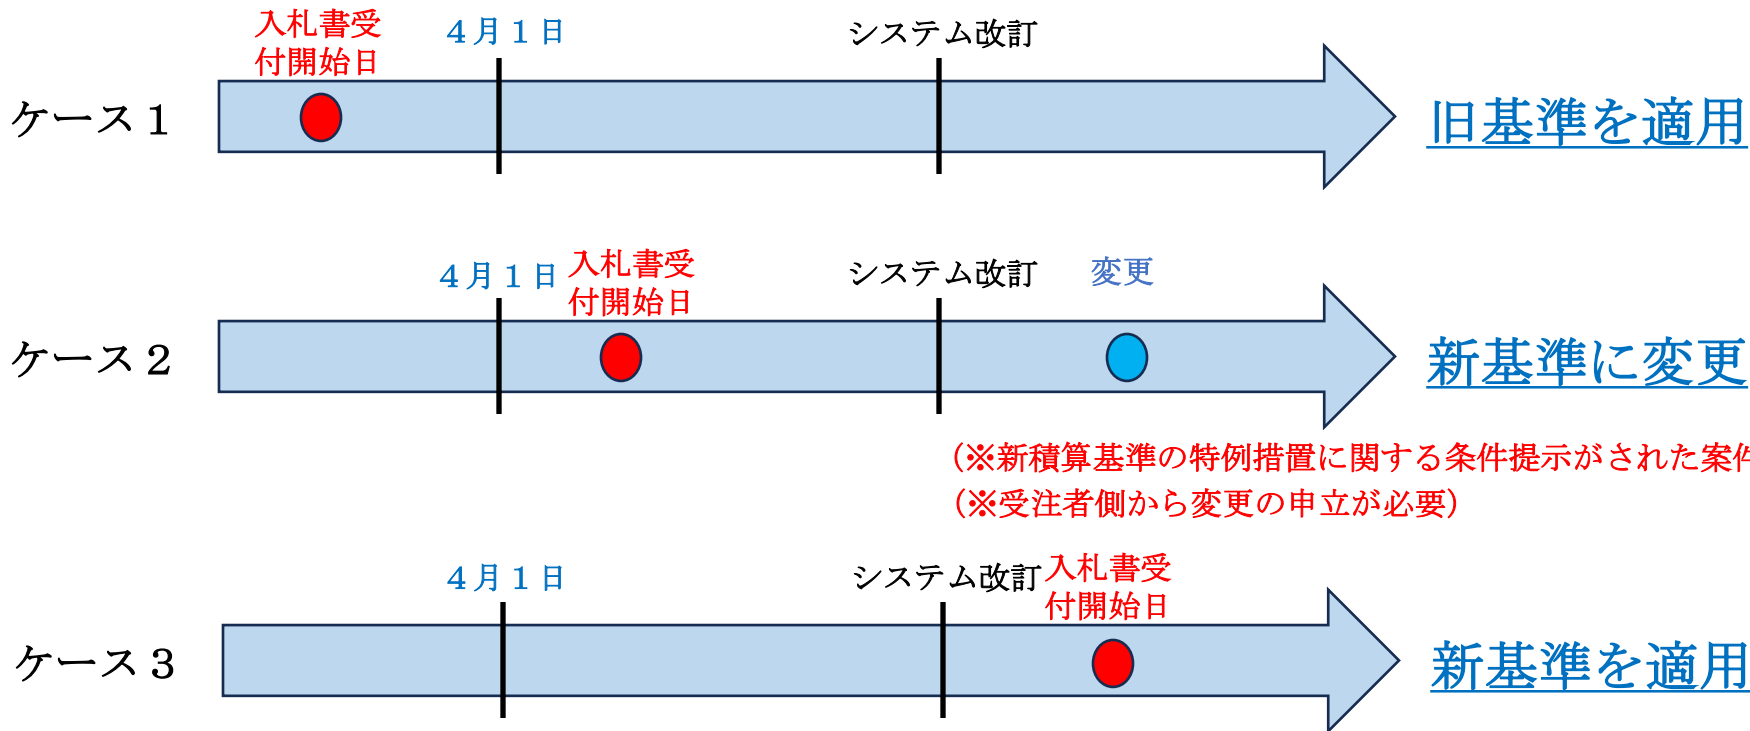 入札書受
付開始日
４月１日
システム改訂
ケース１
旧基準を適用
４月１日
入札書受
付開始日
システム改訂
変更
ケース２
新基準に変更
（※新積算基準の特例措置に関する条件提示がされた案件
（※受注者側から変更の申立が必要）
４月１日
システム改訂
入札書受
付開始日
ケース３
新基準を適用